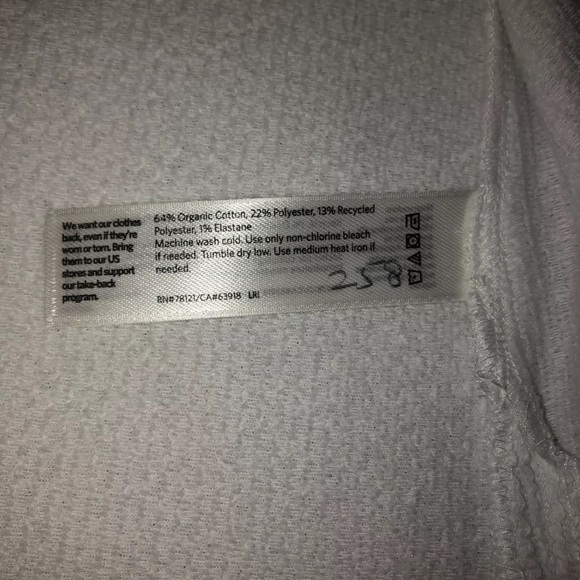 We want our clothes
back, even if they're
worn or torn. Bring
them to our US
stores and support
our take-back
program.
64% Organic Cotton, 22% Polyester, 13% Recycled
Polyester, 1% Elastane
Machine wash cold. Use only non-chlorine bleach
if needed. Tumble dry low. Use medium heat iron if
needed.
RN#78121/CA#63918 LRI
258